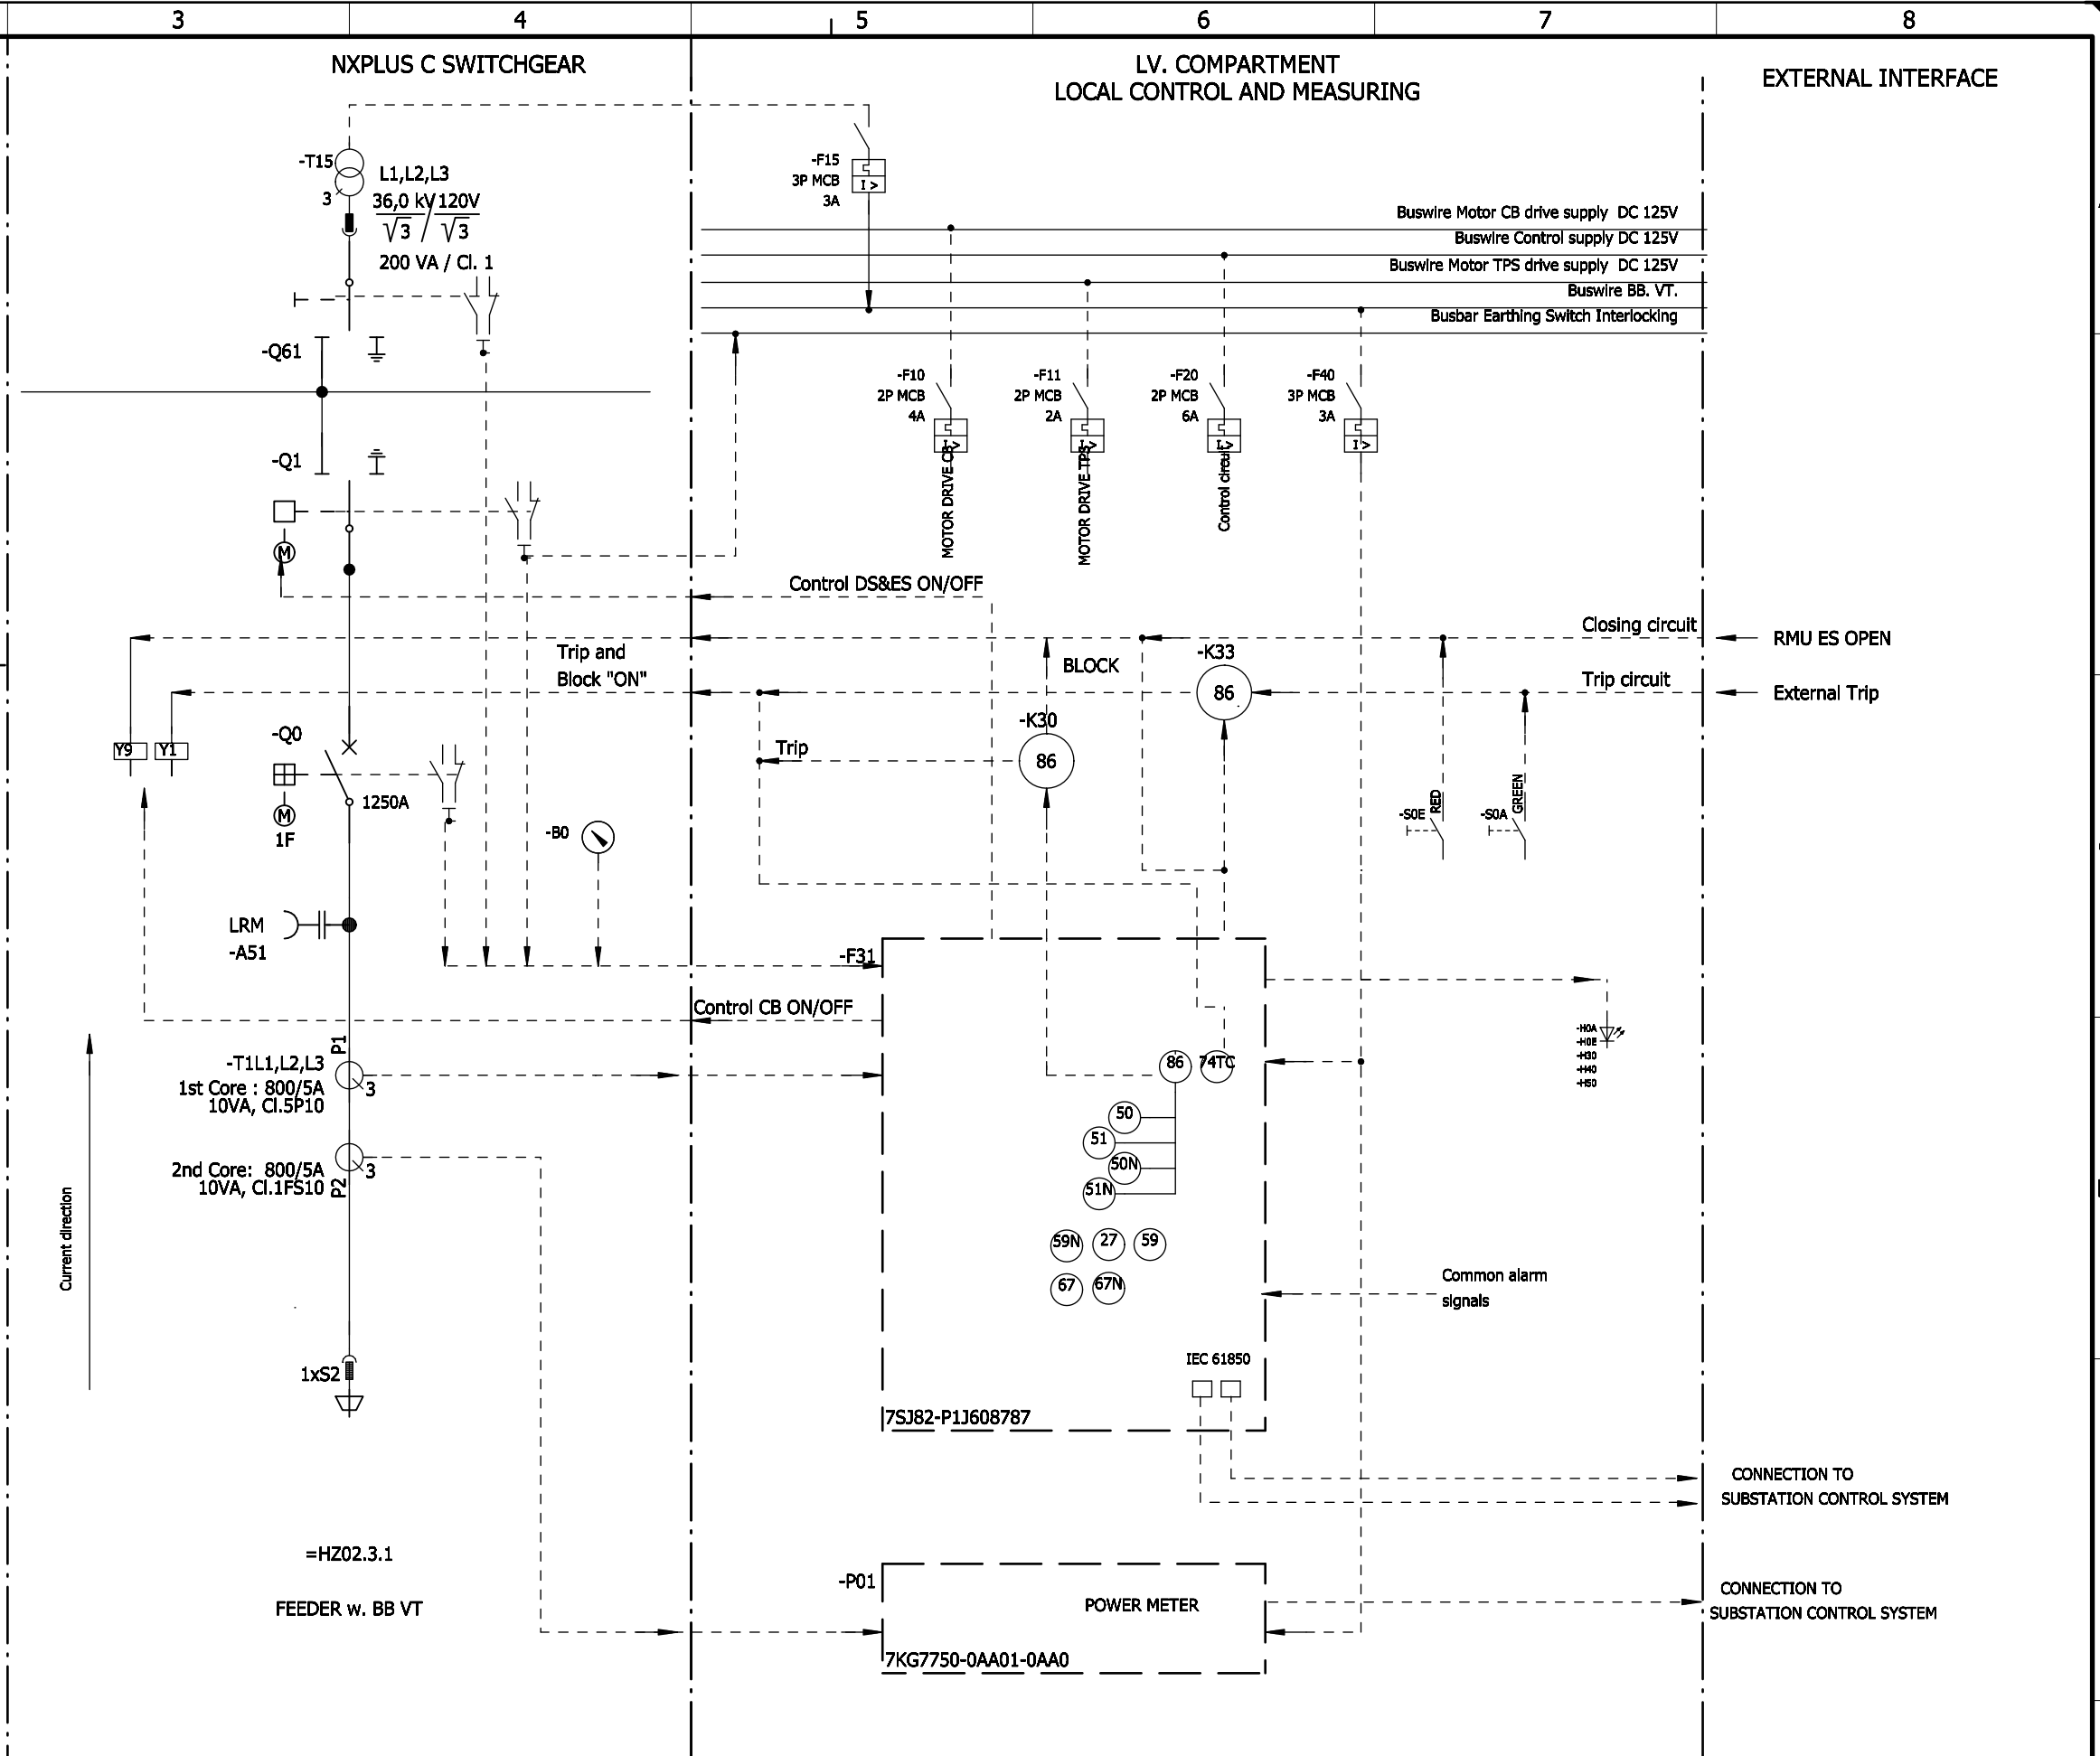 3 4 5 6 7 8
NXPLUS C SWITCHGEAR
LV. COMPARTMENT
LOCAL CONTROL AND MEASURING
EXTERNAL INTERFACE
-T15
3
L1,L2,L3
36,0 kV/120V
√3 / √3
200 VA / Cl. 1
-F15
3P MCB
3A
I >
Buswire Motor CB drive supply DC 125V
Buswire Control supply DC 125V
Buswire Motor TPS drive supply DC 125V
Buswire BB. VT.
Busbar Earthing Switch Interlocking
-Q61
-Q1
M
-F10
2P MCB
4A
I >
MOTOR DRIVE CB
-F11
2P MCB
2A
I >
MOTOR DRIVE TPS
-F20
2P MCB
6A
I >
Control circuit
-F40
3P MCB
3A
I >
Control DS&ES ON/OFF
Trip and
Block "ON"
BLOCK
-K33
86
Closing circuit
Trip circuit
RMU ES OPEN
External Trip
-K30
86
Trip
Y9
Y1
-Q0
M
1F
1250A
-B0
-S0E
RED
-S0A
GREEN
LRM
-A51
-F31
Control CB ON/OFF
-H0A
-H0E
-H30
-H40
-H50
P1
-T1L1,L2,L3
1st Core : 800/5A
10VA, Cl.5P10
3
2nd Core: 800/5A
10VA, Cl.1FS10
P2
3
Current direction
86
74TC
50
51
50N
51N
59N
27
59
67
67N
Common alarm
signals
IEC 61850
7SJ82-P1J608787
1xS2
CONNECTION TO
SUBSTATION CONTROL SYSTEM
=HZ02.3.1
FEEDER w. BB VT
-P01
POWER METER
7KG7750-0AA01-0AA0
CONNECTION TO
SUBSTATION CONTROL SYSTEM